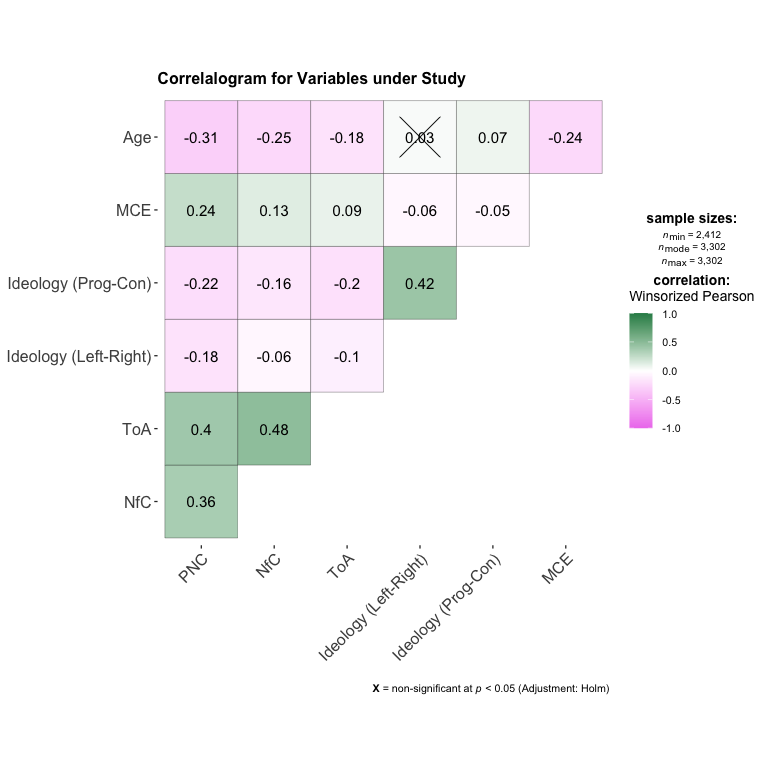 Correlalogram for Variables under Study
Age -0.31 -0.25 -0.18 0.03 0.07 -0.24
MCE 0.24 0.13 0.09 -0.06 -0.05
Ideology (Prog-Con) -0.22 -0.16 -0.2 0.42
Ideology (Left-Right) -0.18 -0.06 -0.1
ToA 0.4 0.48
NfC 0.36
PNC NfC ToA Ideology (Left-Right) Ideology (Prog-Con) MCE
sample sizes:
nmin = 2,412
nmode = 3,302
nmax = 3,302
correlation:
Winsorized Pearson
1.0
0.5
0.0
-0.5
-1.0
X = non-significant at p < 0.05 (Adjustment: Holm)